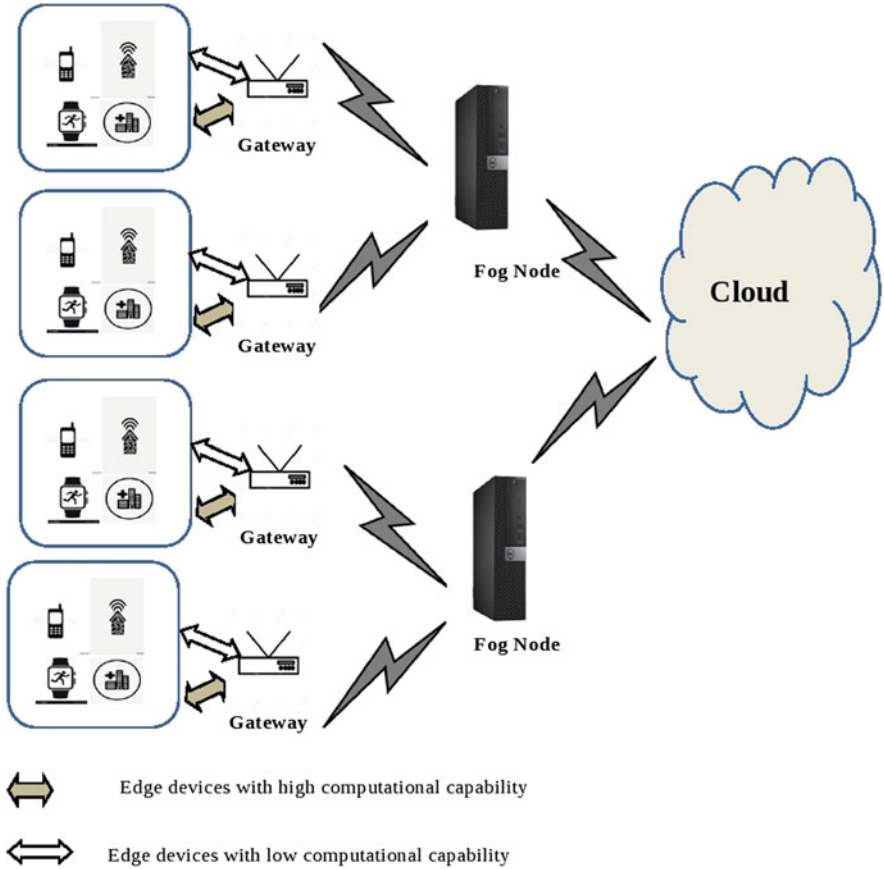 Gateway
Fog Node
Gateway
Cloud
Gateway
Gateway
Fog Node
Edge devices with high computational capability
Edge devices with low computational capability